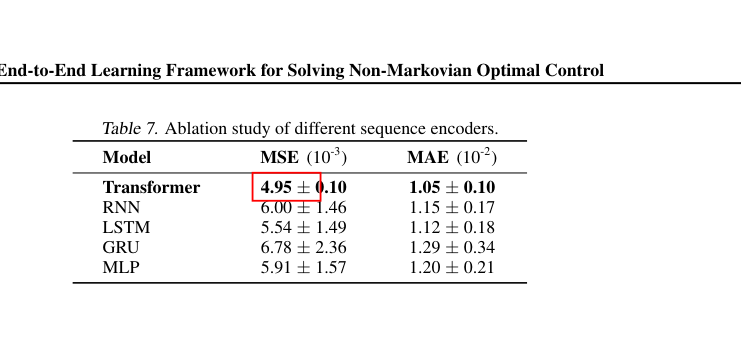 End-to-End Learning Framework for Solving Non-Markovian Optimal Control
Table 7. Ablation study of different sequence encoders.
Model MSE (10-3) MAE (10-2)
Transformer 4.95 ± 0.10 1.05 ± 0.10
RNN 6.00 ± 1.46 1.15 ± 0.17
LSTM 5.54 ± 1.49 1.12 ± 0.18
GRU 6.78 ± 2.36 1.29 ± 0.34
MLP 5.91 ± 1.57 1.20 ± 0.21